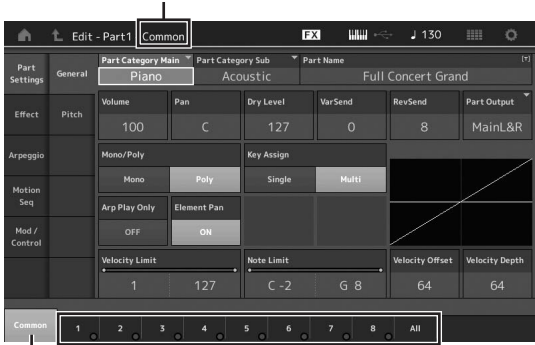 Edit - Part1 Common FX 130
Part Settings
General
Effect
Pitch
Arpeggio
Motion Seq
Mod / Control
Part Category Main Part Category Sub Part Name
Piano Acoustic Full Concert Grand
Volume Pan Dry Level VarSend RevSend Part Output
100 C 127 0 8 MainL&R
Mono/Poly Key Assign
Mono Poly Single Multi
Arp Play Only Element Pan
OFF ON
Velocity Limit Note Limit Velocity Offset Velocity Depth
1 127 C -2 G 8 64 64
Common 1 2 3 4 5 6 7 8 All